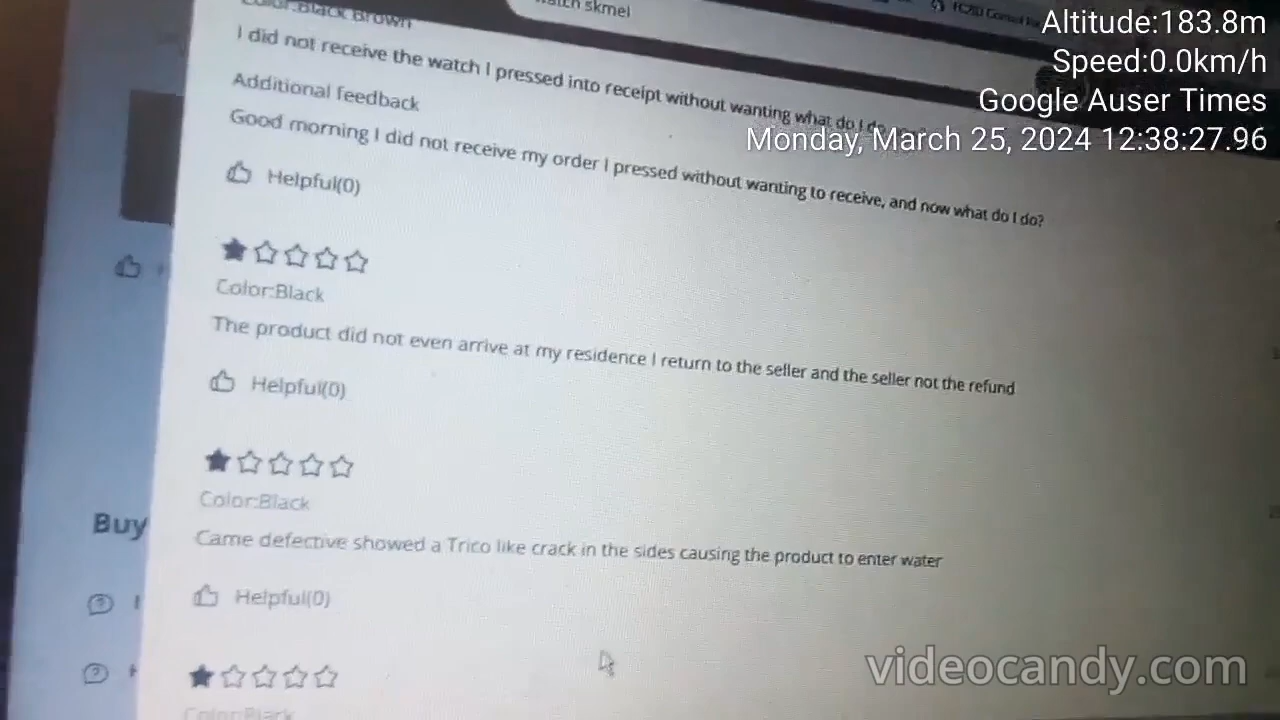 Color:Black Brown
watch skmei
Altitude:183.8m
Speed:0.0km/h
Google Auser Times
Monday, March 25, 2024 12:38:27.96
I did not receive the watch I pressed into receipt without wanting what do I do
Additional feedback
Good morning I did not receive my order I pressed without wanting to receive, and now what do I do?
Helpful(0)
Color:Black
The product did not even arrive at my residence I return to the seller and the seller not the refund
Helpful(0)
Color:Black
Came defective showed a Trico like crack in the sides causing the product to enter water
Buy
Helpful(0)
Color:Black
videocandy.com